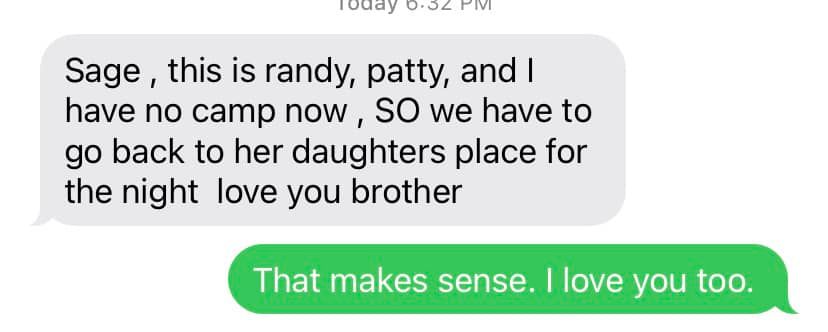 Today 6:32 PM
Sage , this is randy, patty, and I
have no camp now , SO we have to
go back to her daughters place for
the night  love you brother
That makes sense. I love you too.